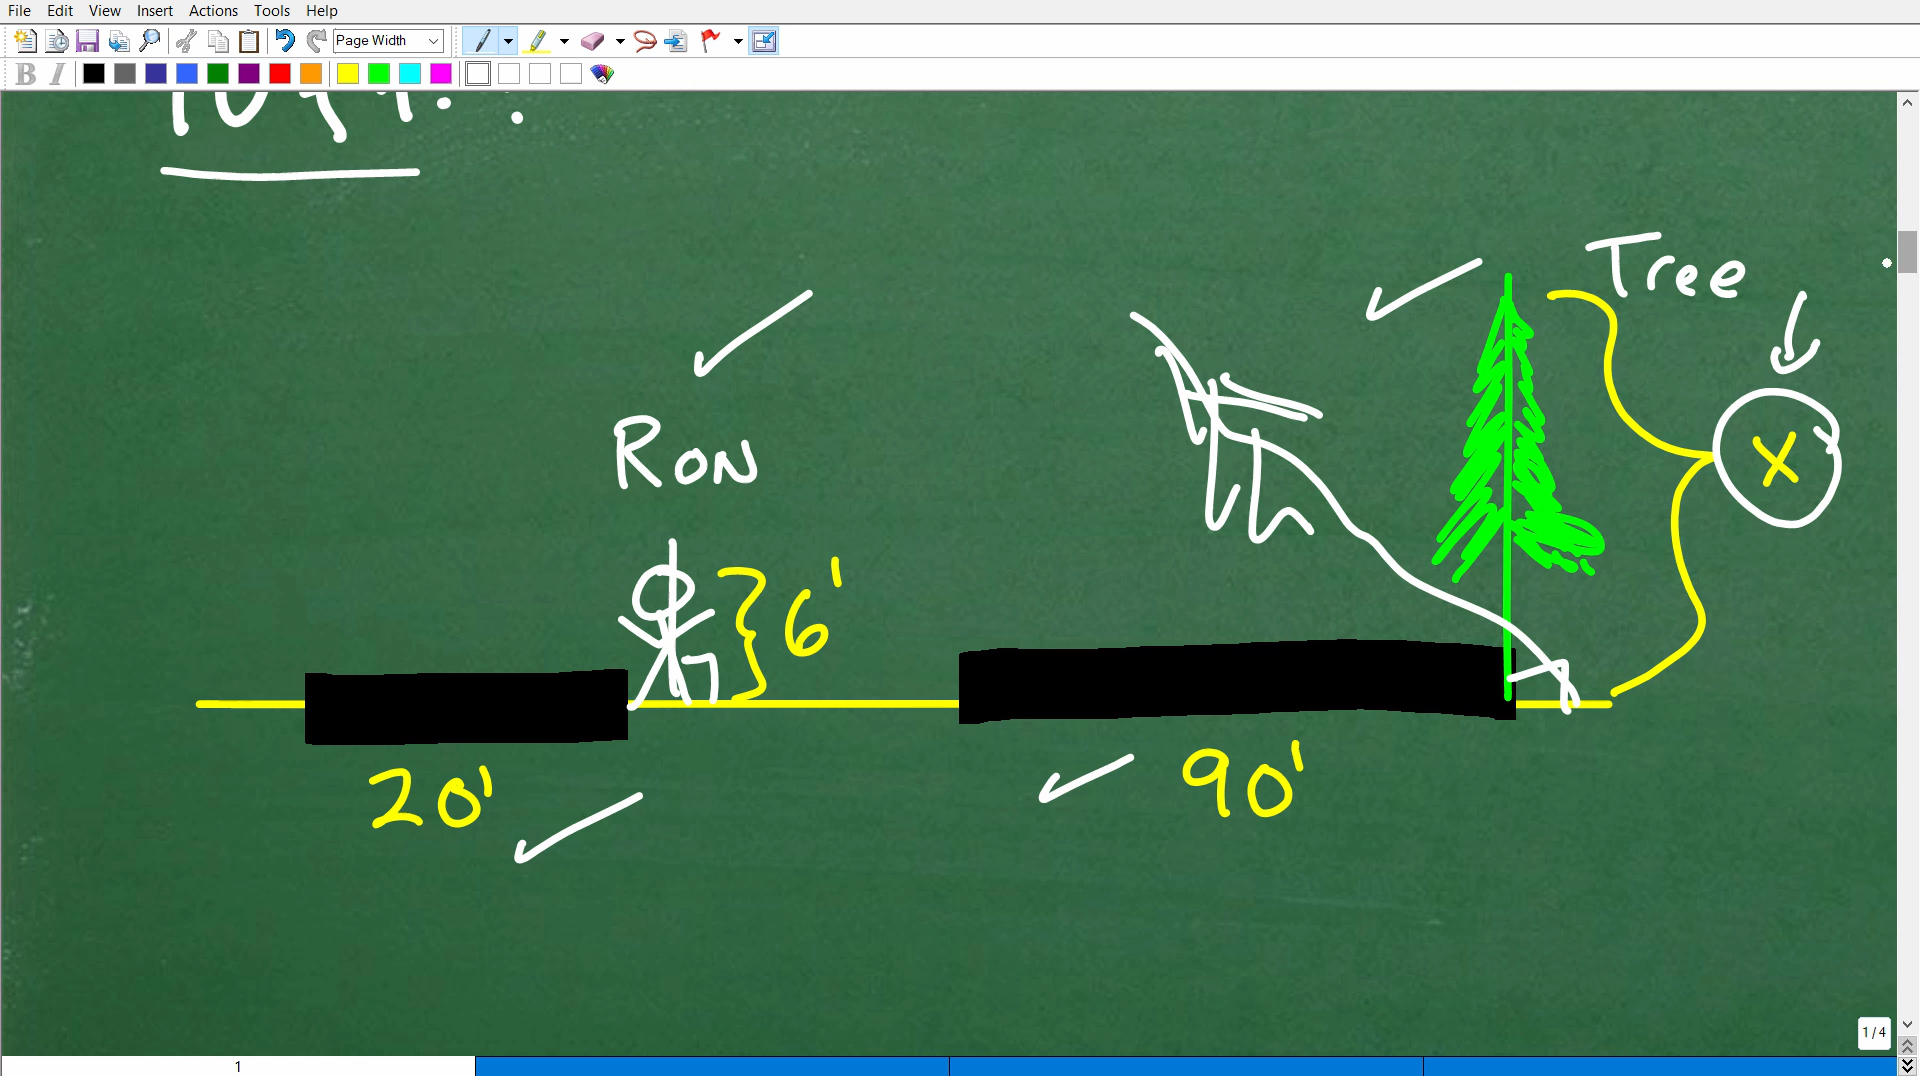 File Edit View Insert Actions Tools Help
Page Width
B I
Tree
X
Ron
6'
20'
90'
1 / 4
1